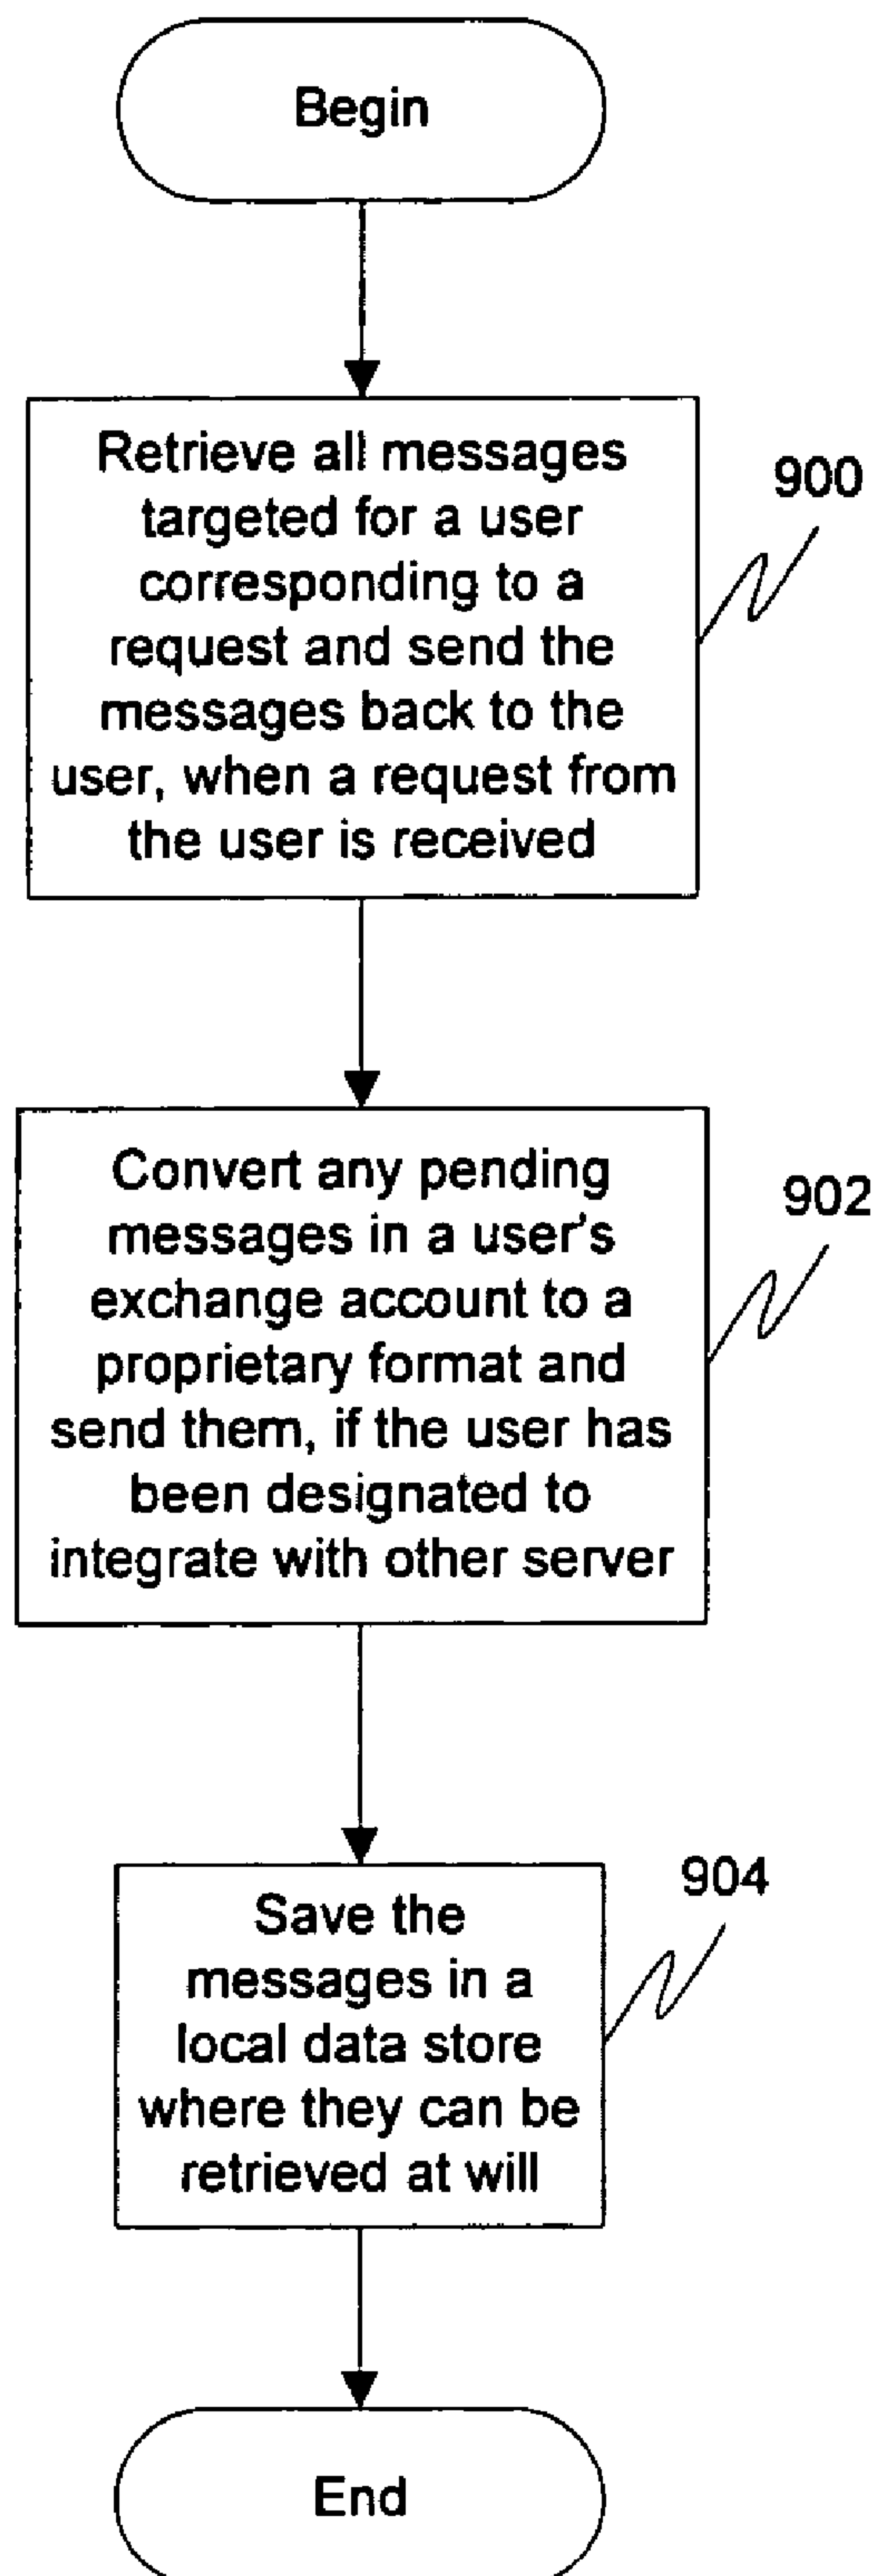 Begin
Retrieve all messages
targeted for a user
corresponding to a
request and send the
messages back to the
user, when a request from
the user is received
900
Convert any pending
messages in a user's
exchange account to a
proprietary format and
send them, if the user has
been designated to
integrate with other server
902
Save the
messages in a
local data store
where they can be
retrieved at will
904
End